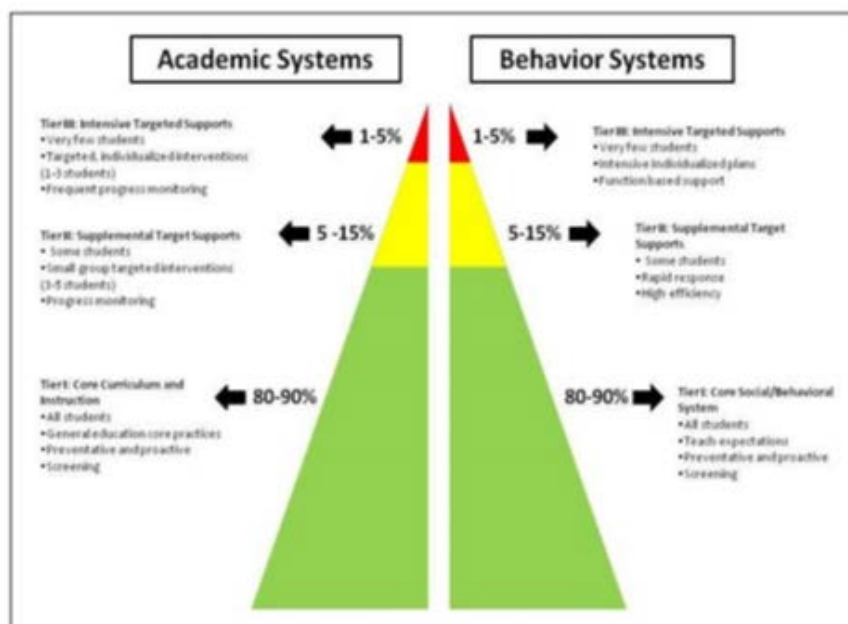 Academic Systems
Tier III: Intensive Targeted Supports
•Very few students
•Targeted, individualized interventions
(1-3 students)
•Frequent progress monitoring
1-5%
Tier II: Supplemental Target Supports
• Some students
•Small group targeted interventions
(3-5 students)
•Progress monitoring
5 -15%
Tier I: Core Curriculum and
Instruction
•All students
•General education core practices
•Preventative and proactive
•Screening
80-90%
Behavior Systems
1-5%
Tier III: Intensive Targeted Supports
•Very few students
•Intensive Individualized plans
•Function based support
5-15%
Tier II: Supplemental Target
Supports
• Some students
•Rapid response
•High efficiency
80-90%
Tier I: Core Social/Behavioral
System
•All students
•Teach expectations
•Preventative and proactive
•Screening